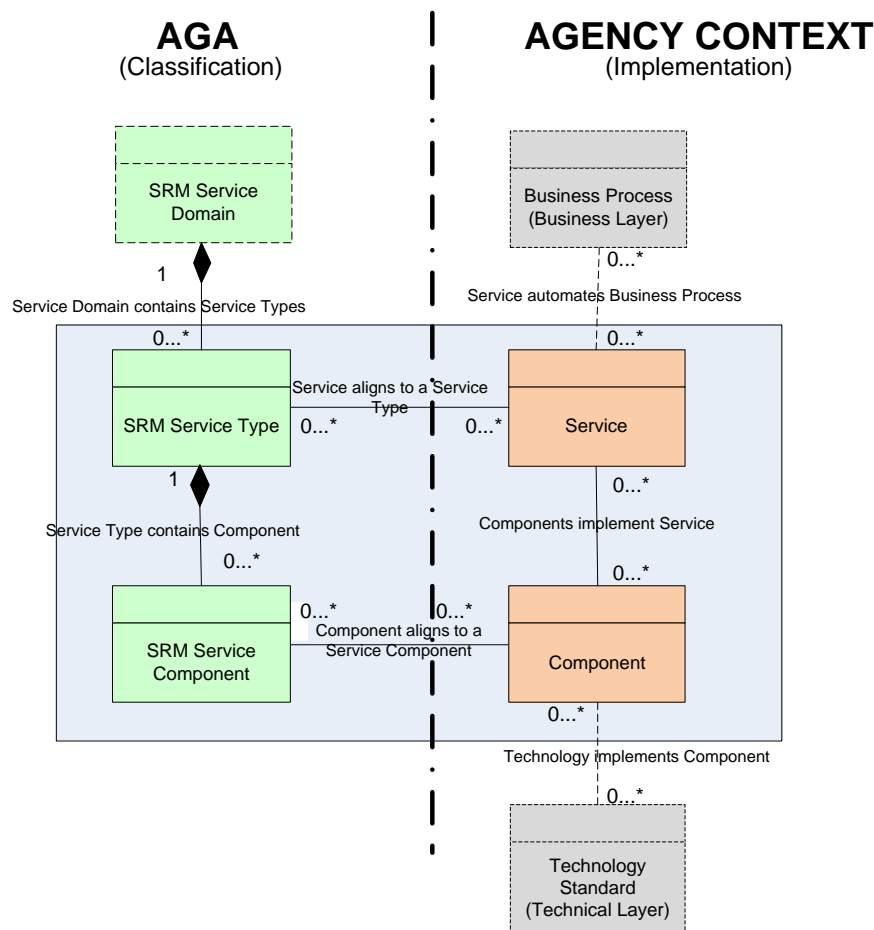 AGA
(Classification)
AGENCY CONTEXT
(Implementation)
SRM Service
Domain
Business Process
(Business Layer)
1
0...*
Service Domain contains Service Types
Service automates Business Process
0...*
0...*
SRM Service Type
Service aligns to a Service
Type
0...*
0...*
Service
1
0...*
Service Type contains Component
Components implement Service
0...*
0...*
0...*
0...*
SRM Service
Component
Component aligns to a
Service Component
Component
0...*
Technology implements Component
0...*
Technology
Standard
(Technical Layer)